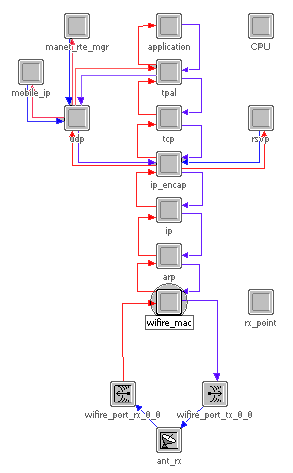 manet_rte_mgr application CPU
mobile_ip tpal
udp tcp rsvp
ip_encap
ip
arp
wifire_mac rx_point
wifire_port_rx_0_0 wifire_port_tx_0_0
ant_rx